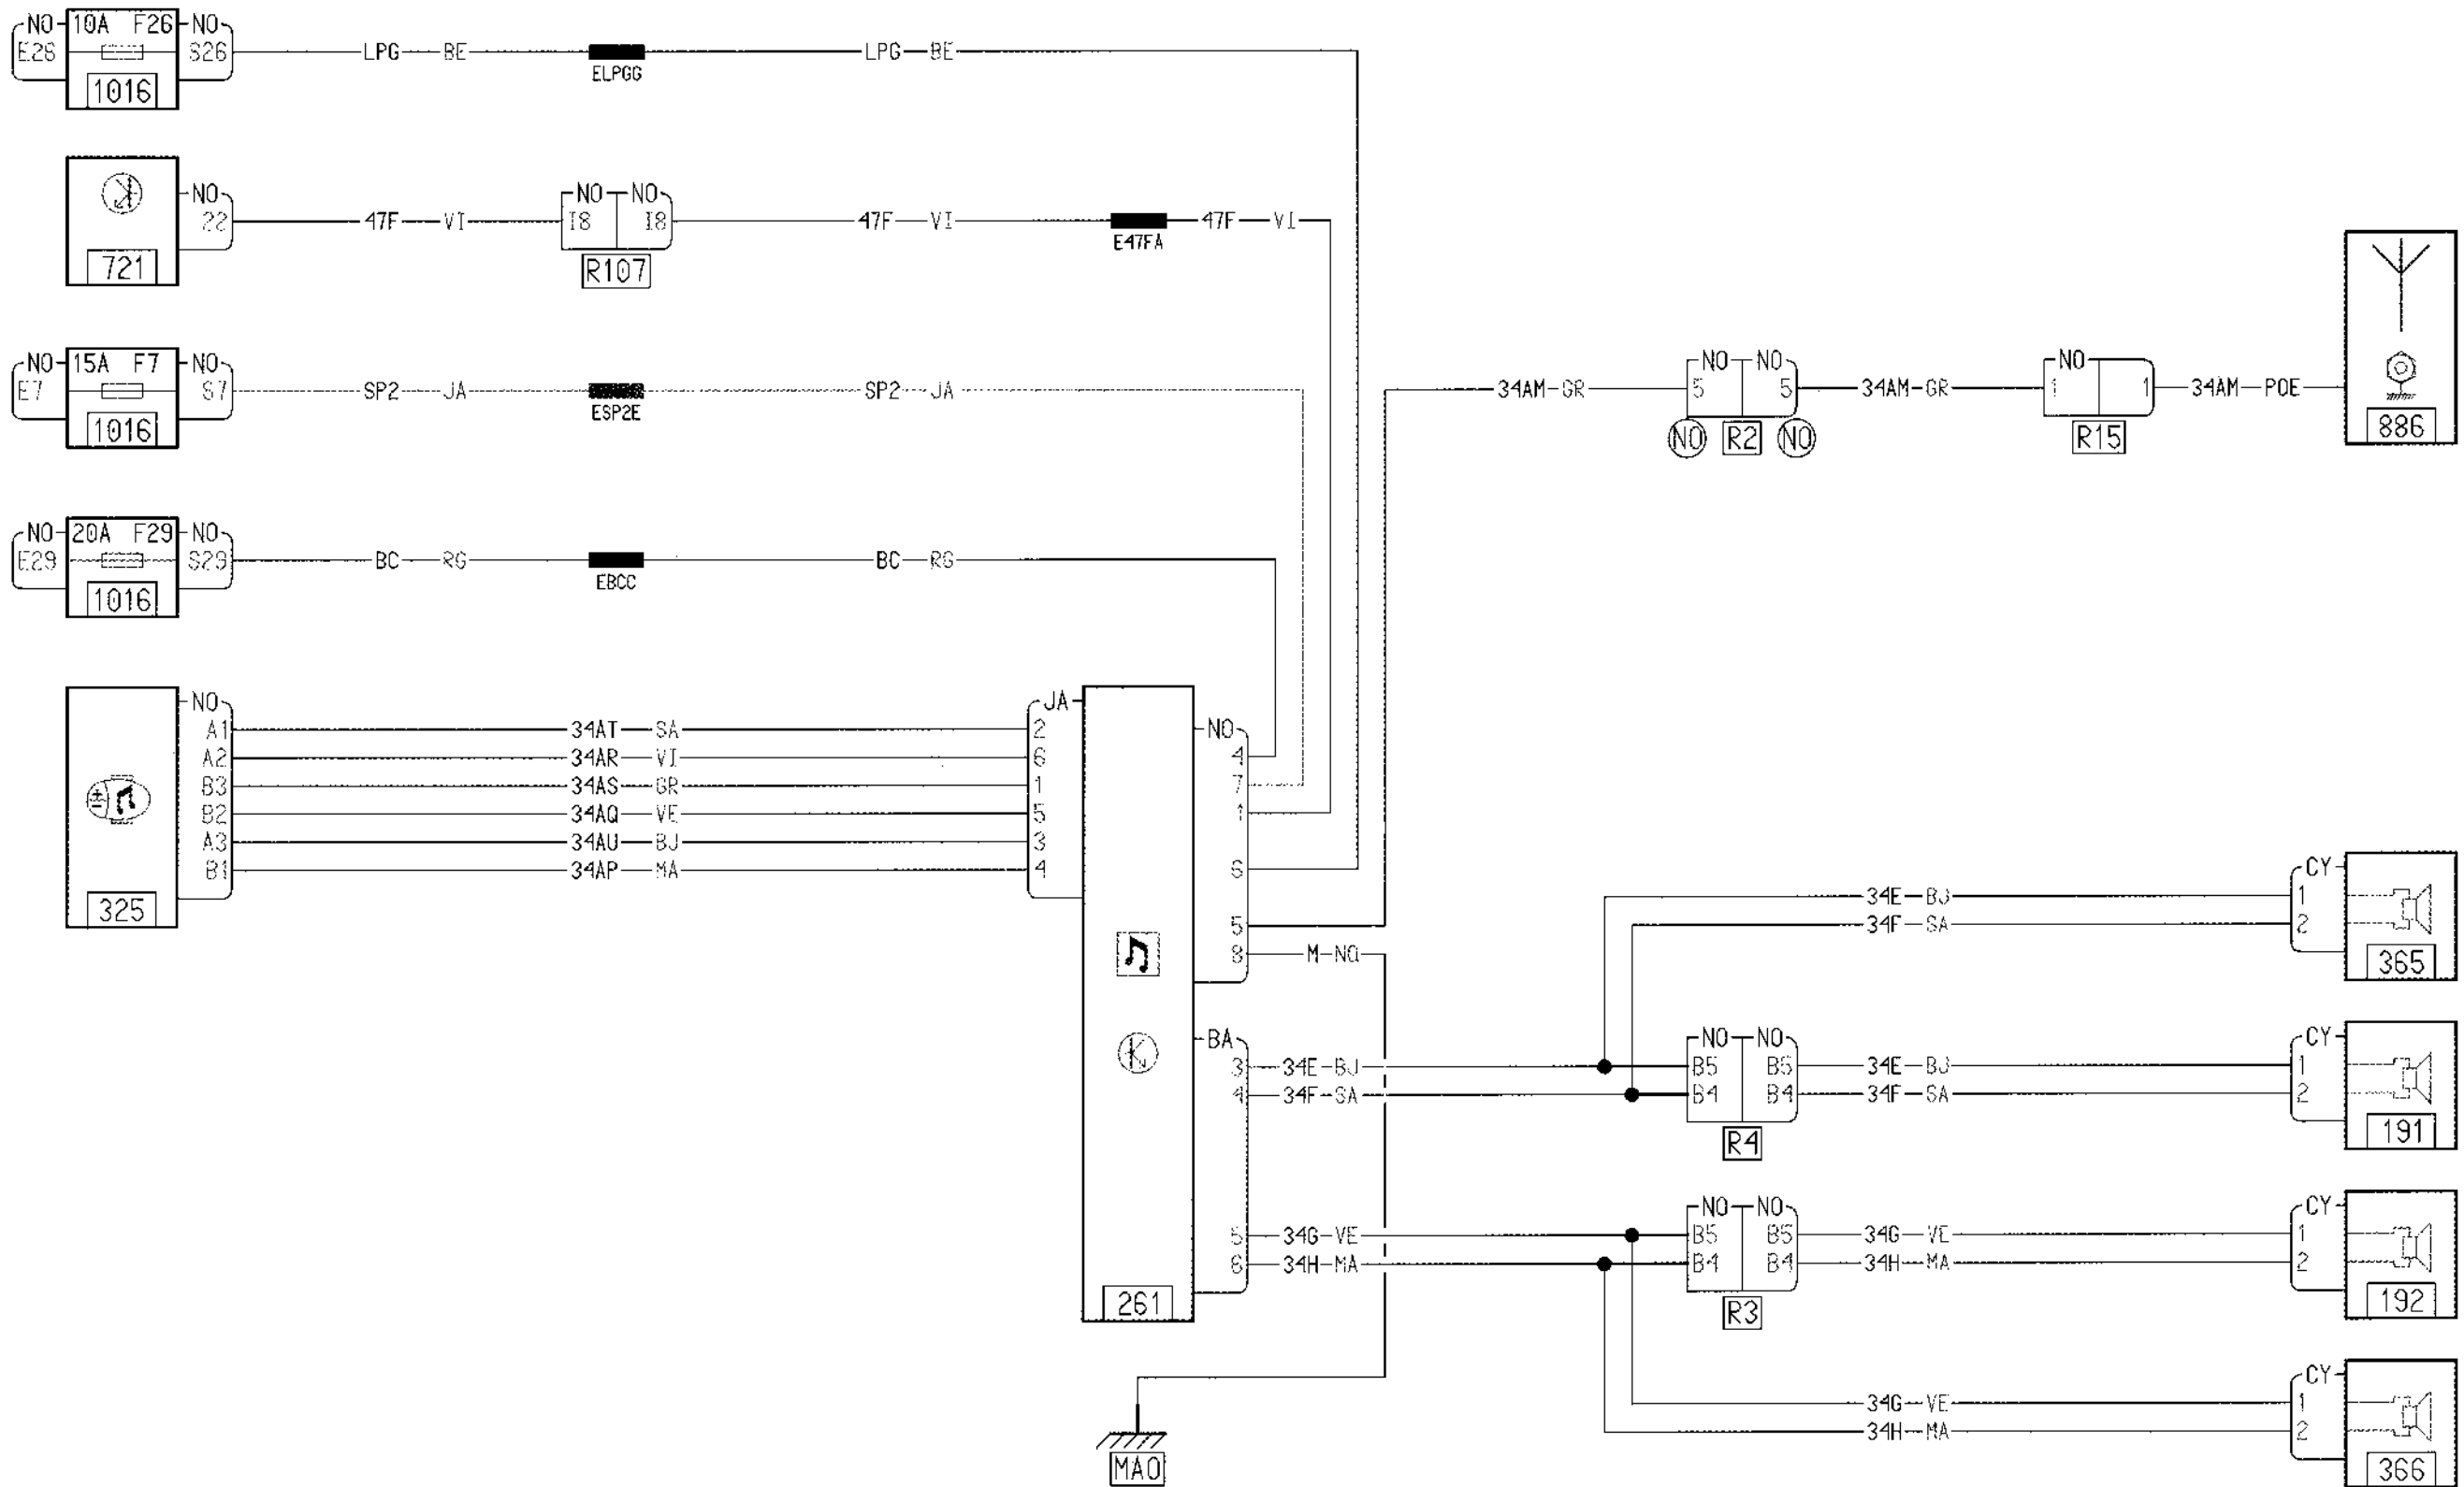 NO 10A F26 NO
E26 S26 LPG BE LPG BE
ELPGG
1016
NO NO NO
22 47F VI I8 I8 47F VI 47F VI
E47FA
721 R107
NO 15A F7 NO NO NO NO
E7 S7 SP2 JA SP2 JA 34AM GR 5 5 34AM GR 1 1 34AM POE
ESP2E
1016 NO R2 NO R15 886
NO 20A F29 NO
E29 S29 BC RG BC RG
EBCC
1016
NO JA NO
A1 34AT SA 2
A2 34AR VI 6 4
B3 34AS GR 1 7
B2 34AQ VE 5 1
A3 34AU BJ 3
B1 34AP MA 4 6
325
CY
34E BJ 1
5 34F SA 2
8 M NO 365
BA NO NO CY
3 34E BJ B5 B5 34E BJ 1
4 34F SA B4 B4 34F SA 2
R4 191
NO NO CY
5 34G VE B5 B5 34G VE 1
6 34H MA B4 B4 34H MA 2
261 R3 192
CY
34G VE 1
34H MA 2
MAO 366